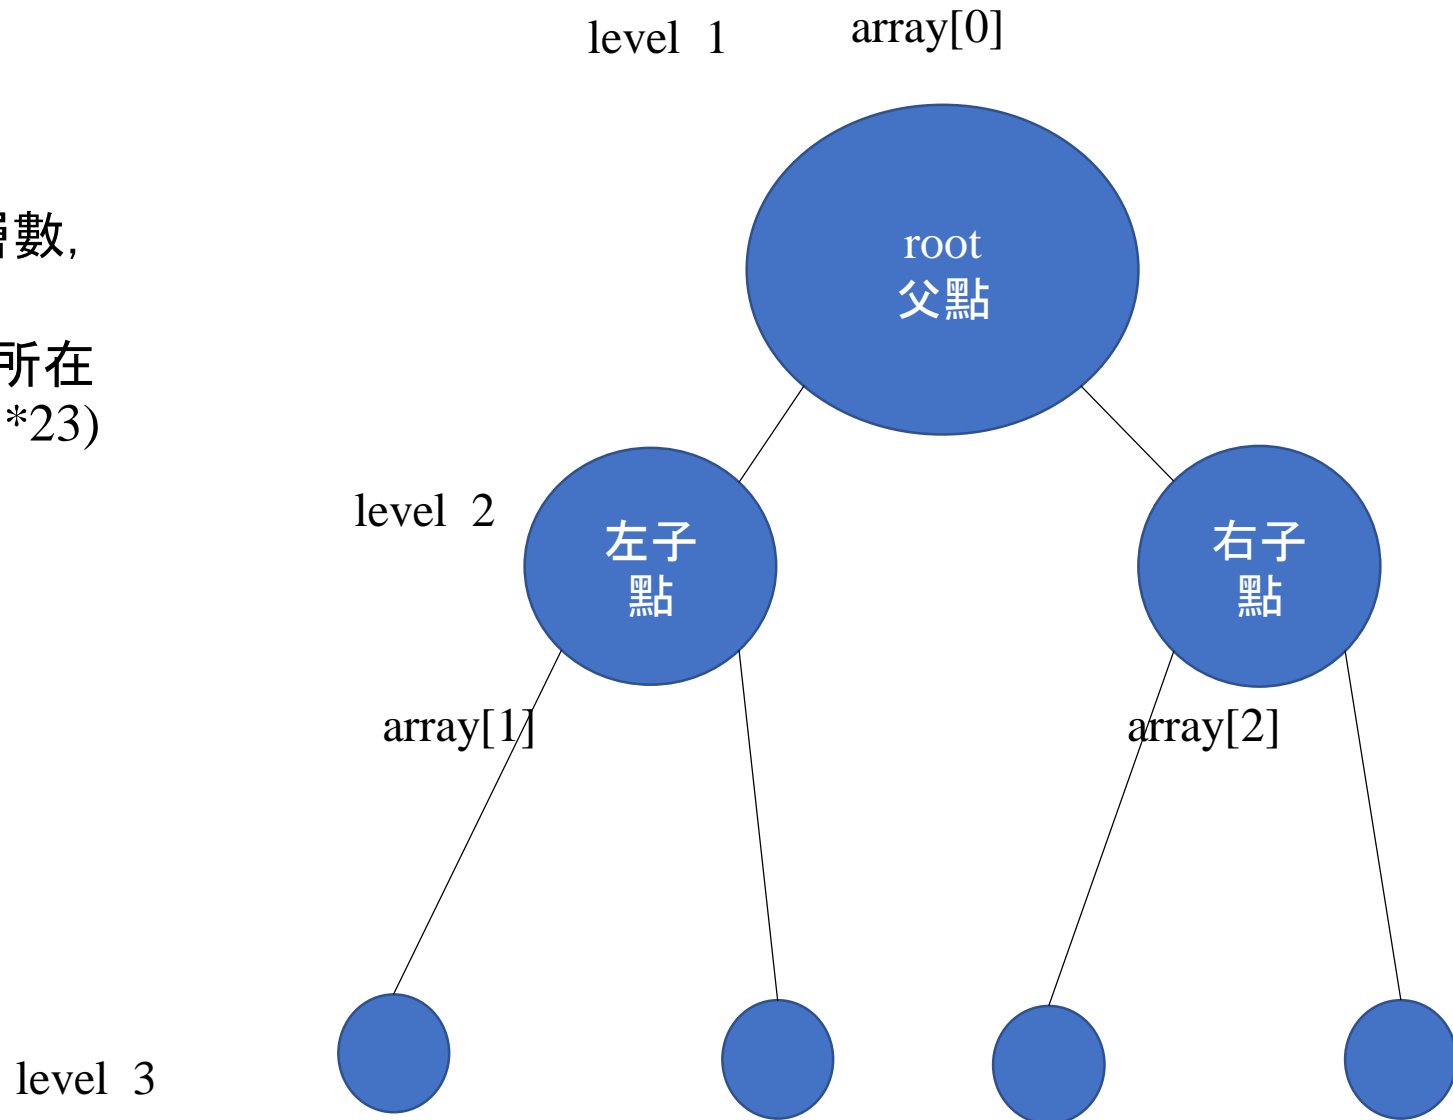 level 1
array[0]
層數,
root
父點
所在
*23)
level 2
左子
點
右子
點
array[1]
array[2]
level 3